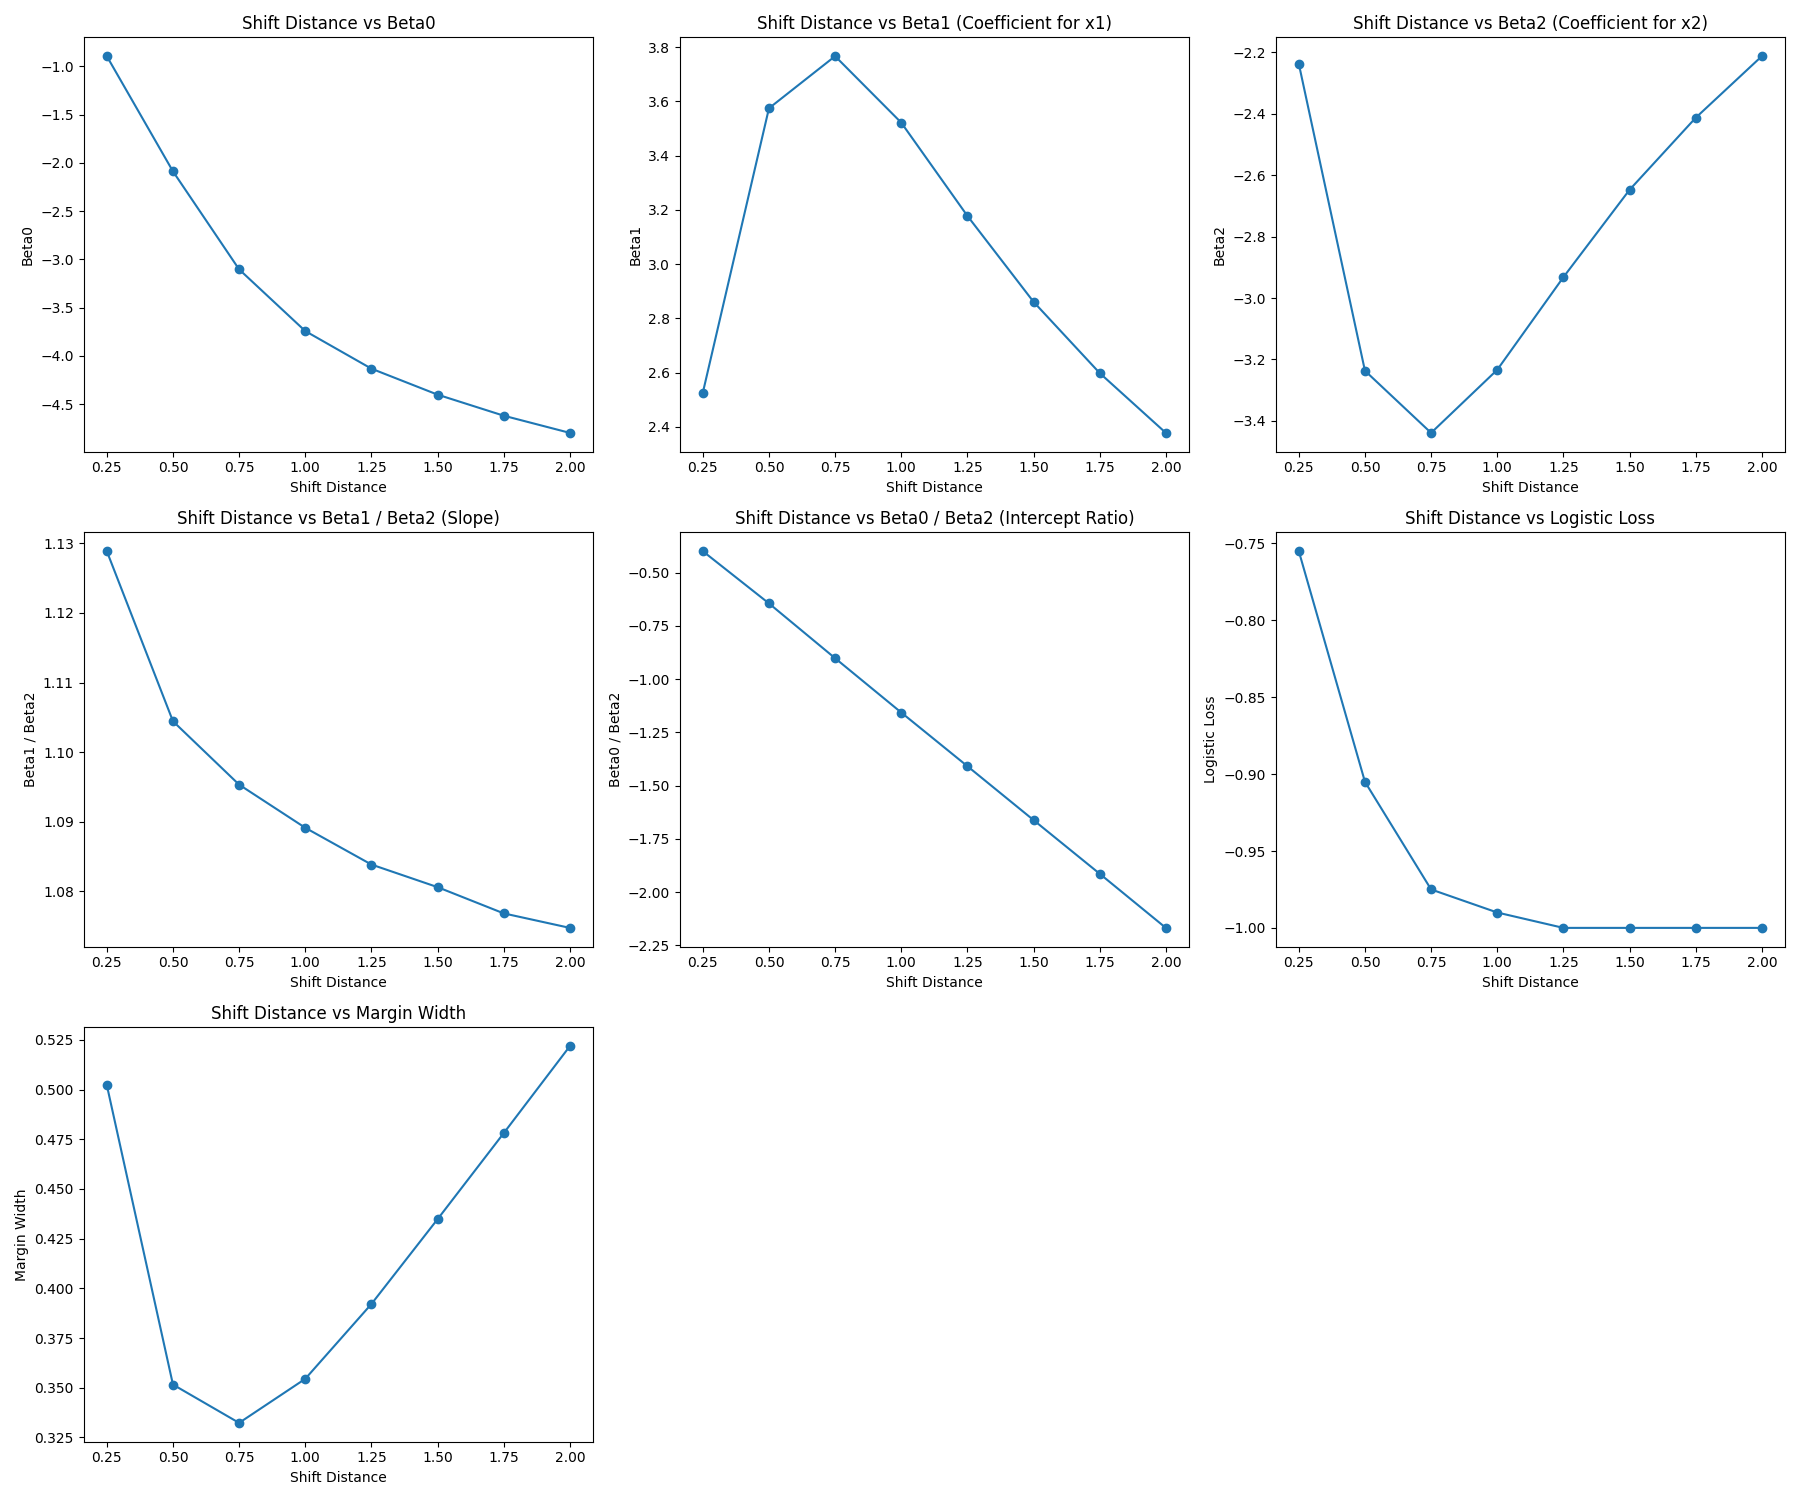 Shift Distance vs Beta0
Beta0
−1.0
−1.5
−2.0
−2.5
−3.0
−3.5
−4.0
−4.5
0.25 0.50 0.75 1.00 1.25 1.50 1.75 2.00
Shift Distance
Shift Distance vs Beta1 (Coefficient for x1)
Beta1
3.8
3.6
3.4
3.2
3.0
2.8
2.6
2.4
0.25 0.50 0.75 1.00 1.25 1.50 1.75 2.00
Shift Distance
Shift Distance vs Beta2 (Coefficient for x2)
Beta2
−2.2
−2.4
−2.6
−2.8
−3.0
−3.2
−3.4
0.25 0.50 0.75 1.00 1.25 1.50 1.75 2.00
Shift Distance
Shift Distance vs Beta1 / Beta2 (Slope)
Beta1 / Beta2
1.13
1.12
1.11
1.10
1.09
1.08
0.25 0.50 0.75 1.00 1.25 1.50 1.75 2.00
Shift Distance
Shift Distance vs Beta0 / Beta2 (Intercept Ratio)
Beta0 / Beta2
−0.50
−0.75
−1.00
−1.25
−1.50
−1.75
−2.00
−2.25
0.25 0.50 0.75 1.00 1.25 1.50 1.75 2.00
Shift Distance
Shift Distance vs Logistic Loss
Logistic Loss
−0.75
−0.80
−0.85
−0.90
−0.95
−1.00
0.25 0.50 0.75 1.00 1.25 1.50 1.75 2.00
Shift Distance
Shift Distance vs Margin Width
Margin Width
0.525
0.500
0.475
0.450
0.425
0.400
0.375
0.350
0.325
0.25 0.50 0.75 1.00 1.25 1.50 1.75 2.00
Shift Distance